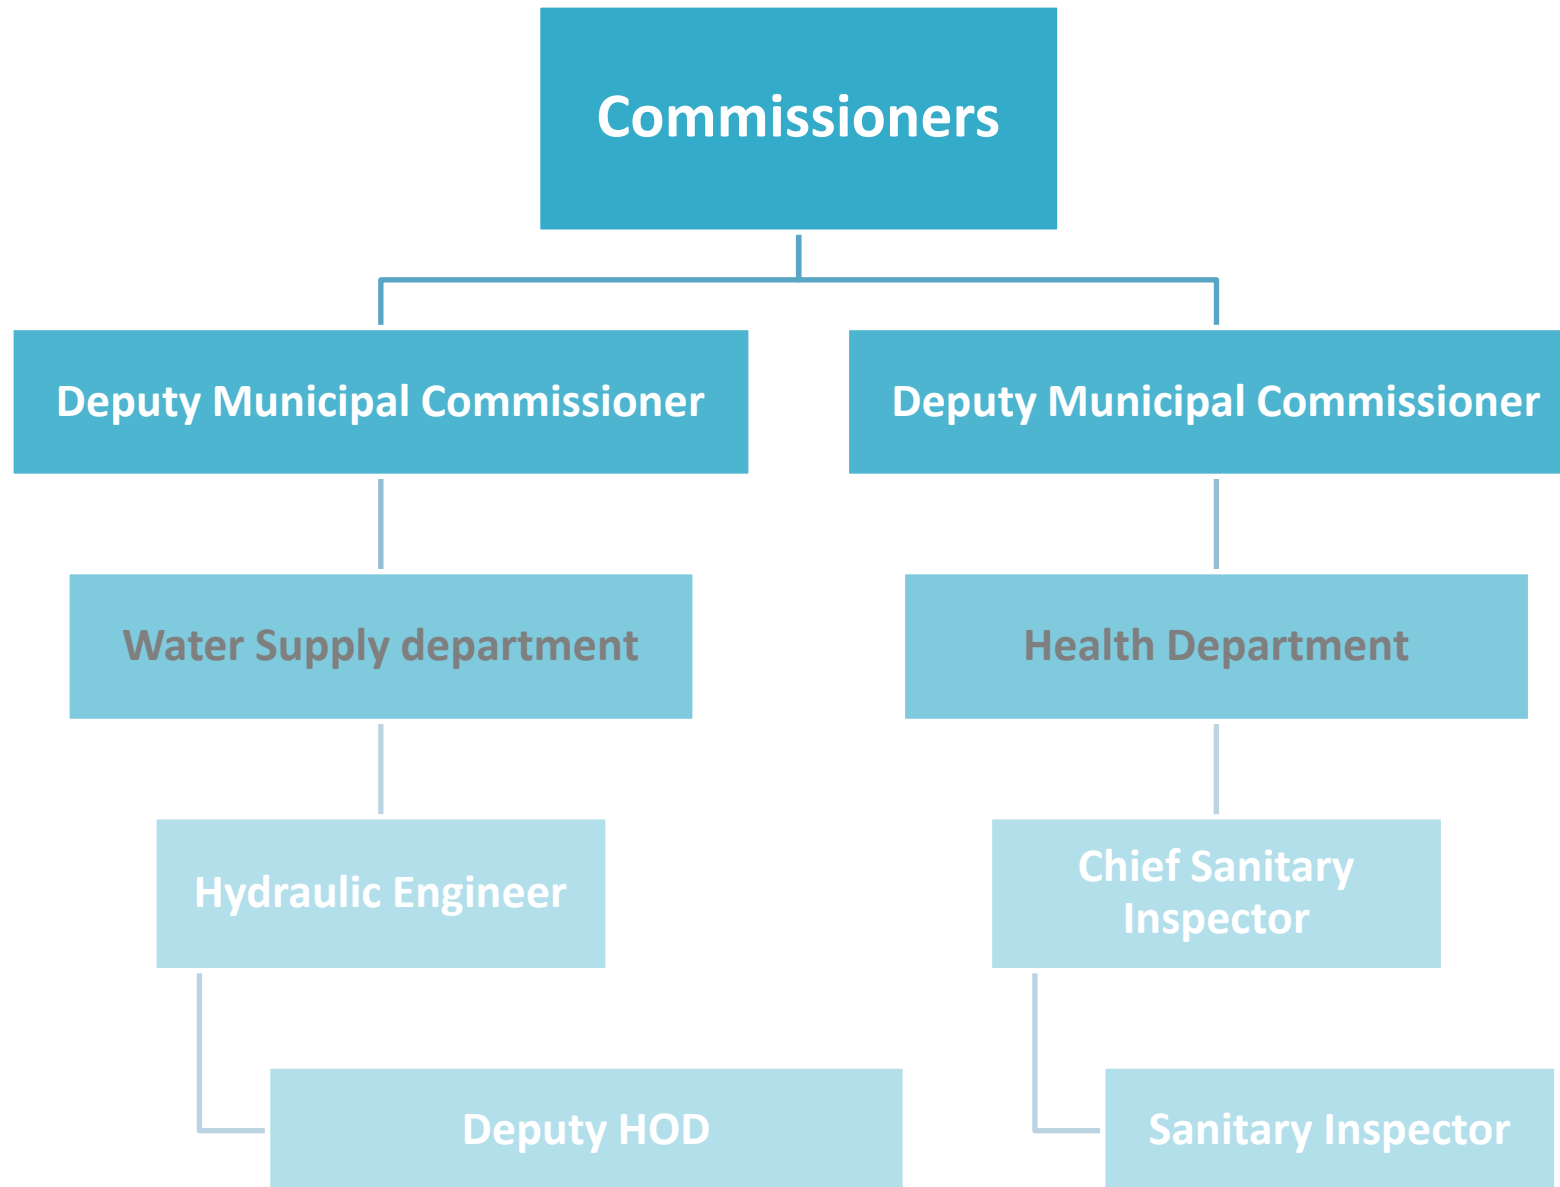 Commissioners
Deputy Municipal Commissioner
Deputy Municipal Commissioner
Water Supply department
Health Department
Hydraulic Engineer
Chief Sanitary
Inspector
Deputy HOD
Sanitary Inspector